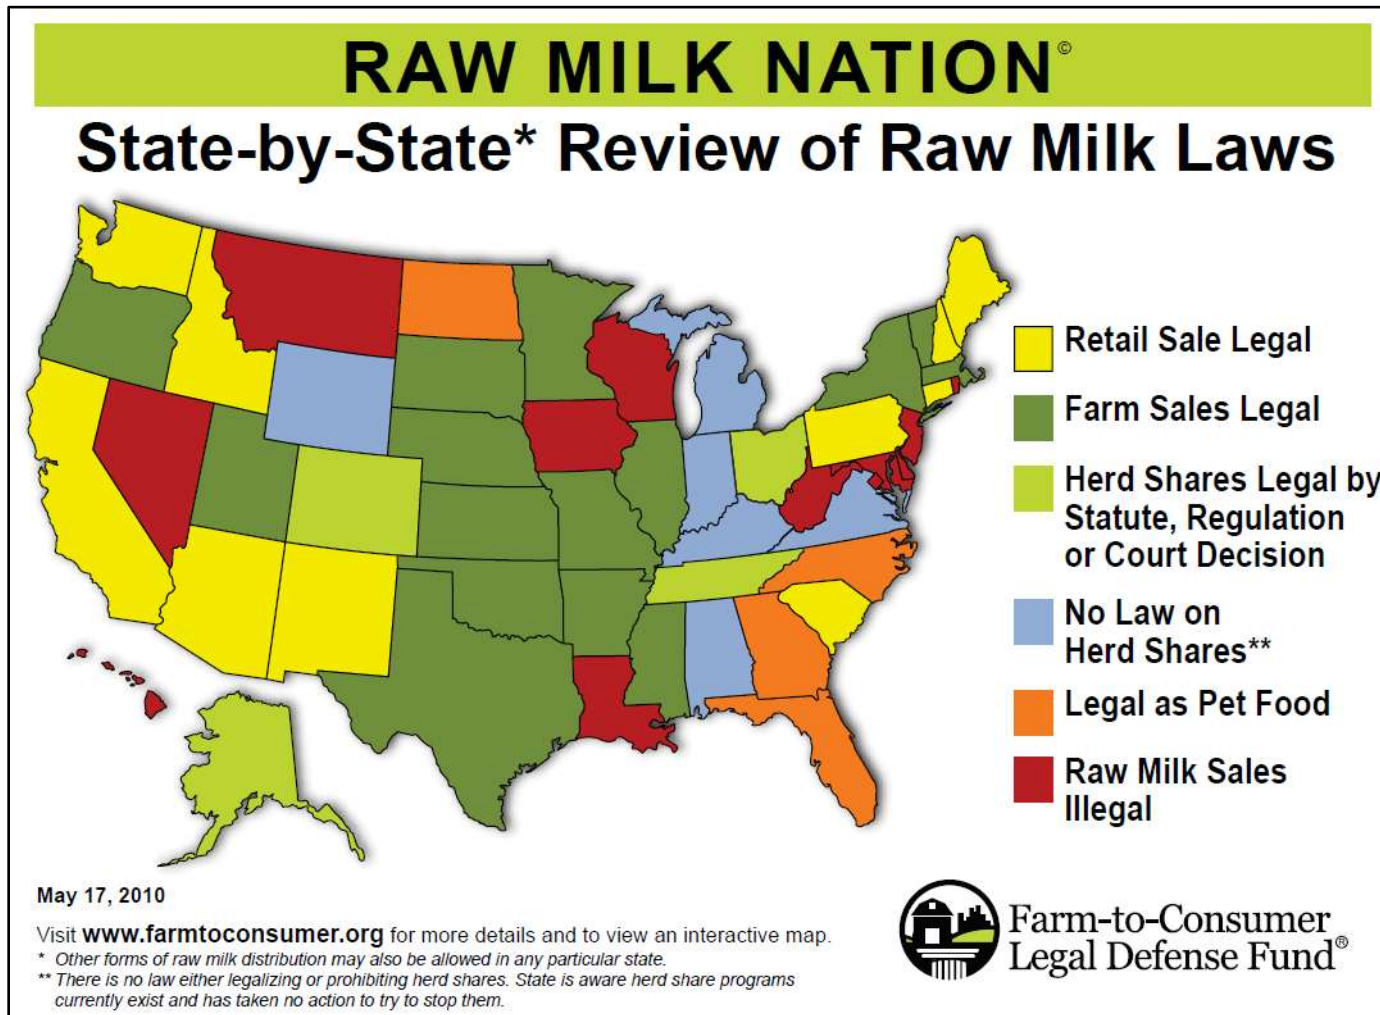 RAW MILK NATION©
State-by-State* Review of Raw Milk Laws
Retail Sale Legal
Farm Sales Legal
Herd Shares Legal by
Statute, Regulation
or Court Decision
No Law on
Herd Shares**
Legal as Pet Food
Raw Milk Sales
Illegal
May 17, 2010
Visit www.farmtoconsumer.org for more details and to view an interactive map.
* Other forms of raw milk distribution may also be allowed in any particular state.
** There is no law either legalizing or prohibiting herd shares. State is aware herd share programs
currently exist and has taken no action to try to stop them.
Farm-to-Consumer
Legal Defense Fund®